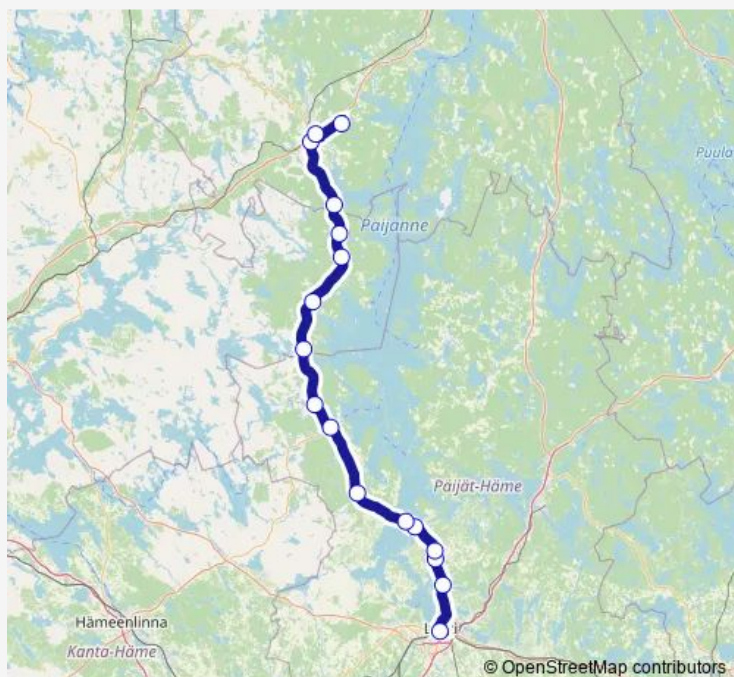 Puula
Päijänne
Päijät-Häme
Hämeenlinna
Kanta-Häme
© OpenStreetMap contributors